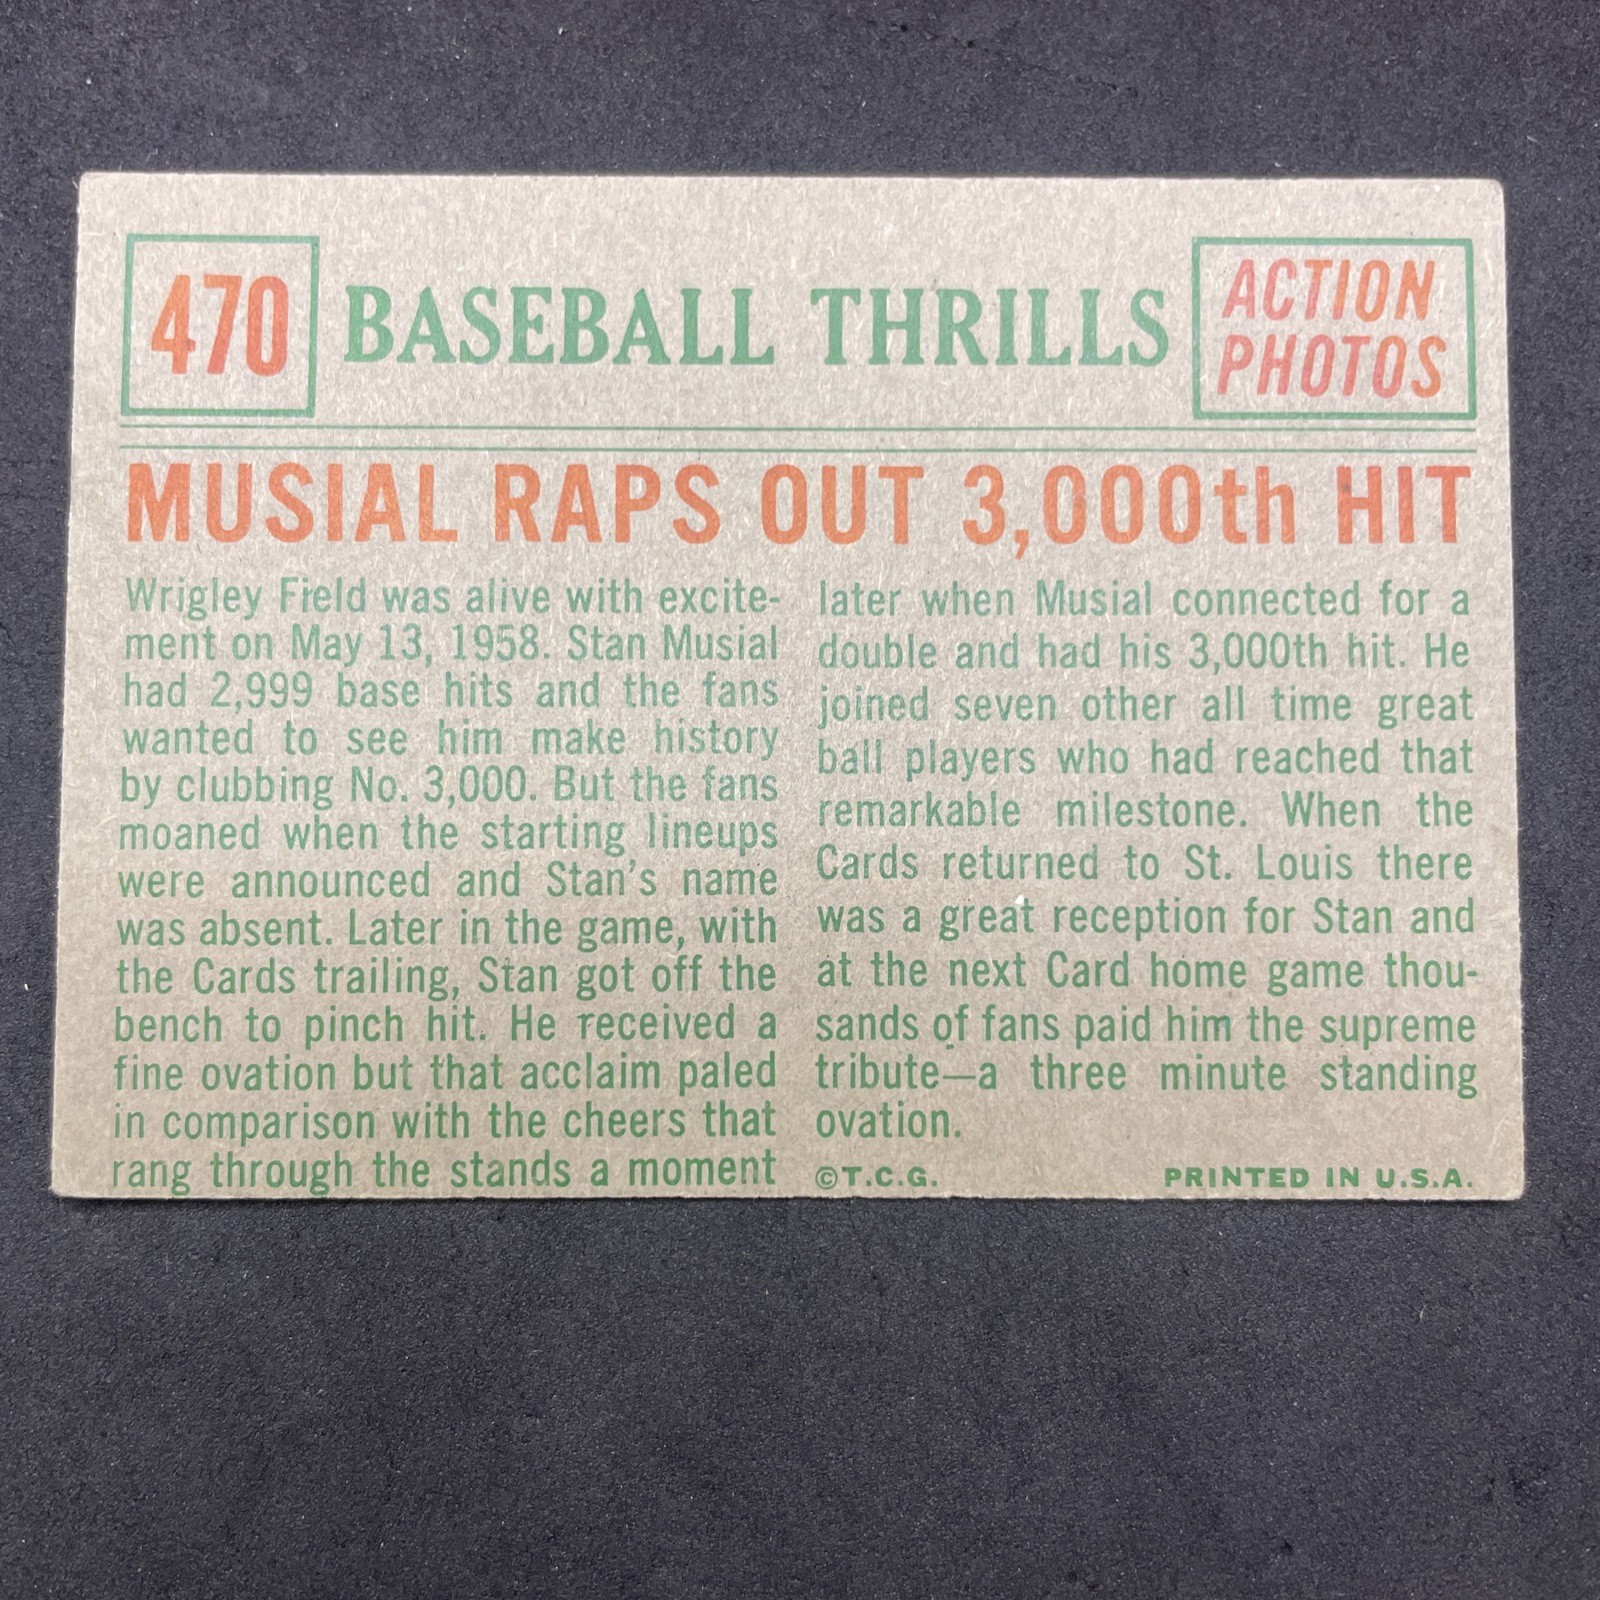 470 BASEBALL THRILLS ACTION
PHOTOS
MUSIAL RAPS OUT 3,000th HIT
Wrigley Field was alive with excite-
ment on May 13, 1958. Stan Musial
had 2,999 base hits and the fans
wanted to see him make history
by clubbing No. 3,000. But the fans
moaned when the starting lineups
were announced and Stan's name
was absent. Later in the game, with
the Cards trailing, Stan got off the
bench to pinch hit. He received a
fine ovation but that acclaim paled
in comparison with the cheers that
rang through the stands a moment
later when Musial connected for a
double and had his 3,000th hit. He
joined seven other all time great
ball players who had reached that
remarkable milestone. When the
Cards returned to St. Louis there
was a great reception for Stan and
at the next Card home game thou-
sands of fans paid him the supreme
tribute—a three minute standing
ovation.
©T.C.G. PRINTED IN U.S.A.